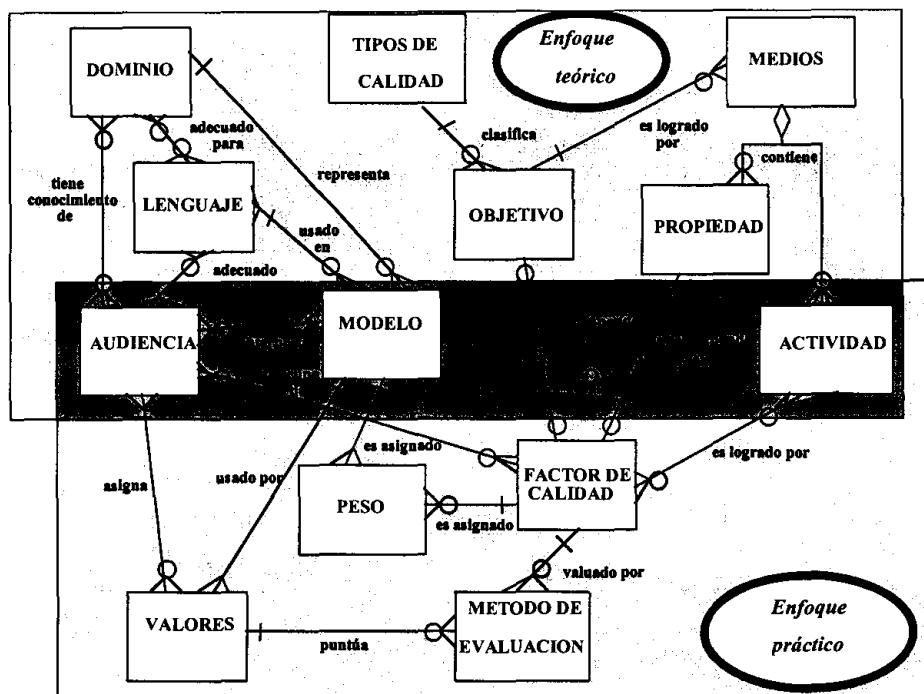 DOMINIO
TIPOS DE
CALIDAD
Enfoque
teórico
MEDIOS
adecuado
para
clasifica
es logrado
por
contiene
tiene
conocimiento
de
LENGUAJE
representa
usado
en
OBJETIVO
PROPIEDAD
adecuado
AUDIENCIA
MODELO
ACTIVIDAD
asigna
usado por
es asignado
PESO
es asignado
FACTOR DE
CALIDAD
es logrado por
valuado por
VALORES
puntúa
METODO DE
EVALUACION
Enfoque
práctico